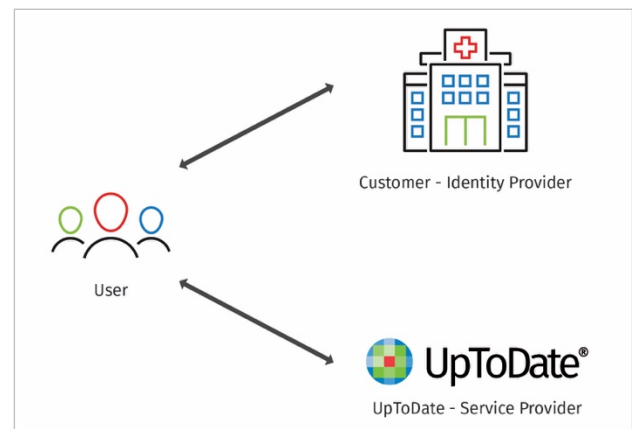 Customer - Identity Provider
User
UpToDate®
UpToDate - Service Provider